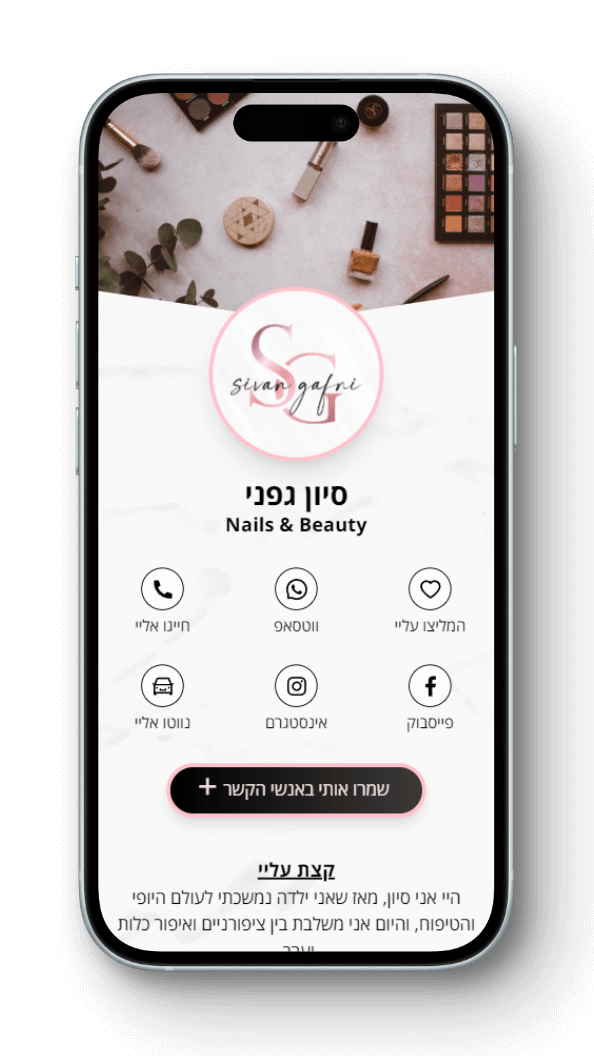 SG
sivan gafni
סיון גפני
Nails & Beauty
המליצו עליי
ווטסאפ
חייגו אליי
פייסבוק
אינסטגרם
נווטו אליי
שמרו אותי באנשי הקשר +
קצת עליי
היי אני סיון, מאז שאני ילדה נמשכתי לעולם היופי
והטיפוח, והיום אני משלבת בין ציפורניים ואיפור כלות